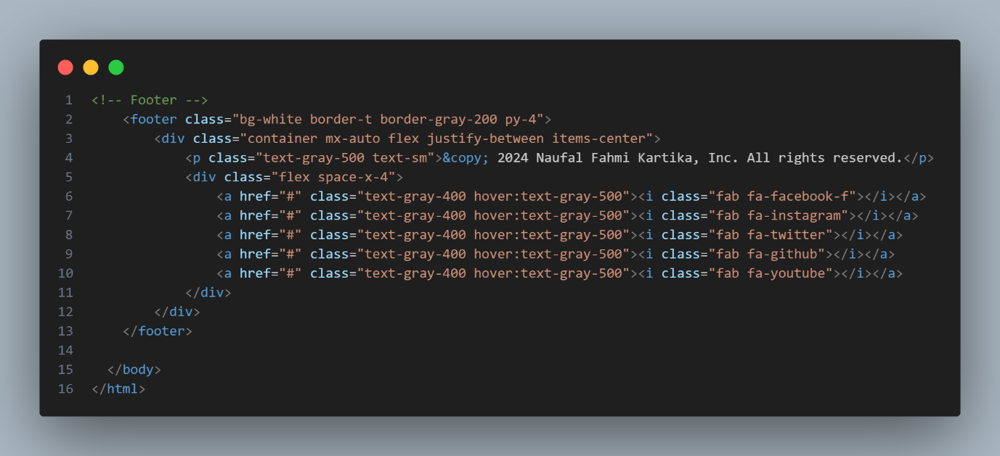 1 <!-- Footer -->
2     <footer class="bg-white border-t border-gray-200 py-4">
3         <div class="container mx-auto flex justify-between items-center">
4             <p class="text-gray-500 text-sm">&copy; 2024 Naufal Fahmi Kartika, Inc. All rights reserved.</p>
5             <div class="flex space-x-4">
6                 <a href="#" class="text-gray-400 hover:text-gray-500"><i class="fab fa-facebook-f"></i></a>
7                 <a href="#" class="text-gray-400 hover:text-gray-500"><i class="fab fa-instagram"></i></a>
8                 <a href="#" class="text-gray-400 hover:text-gray-500"><i class="fab fa-twitter"></i></a>
9                 <a href="#" class="text-gray-400 hover:text-gray-500"><i class="fab fa-github"></i></a>
10                 <a href="#" class="text-gray-400 hover:text-gray-500"><i class="fab fa-youtube"></i></a>
11             </div>
12         </div>
13     </footer>
14
15   </body>
16 </html>